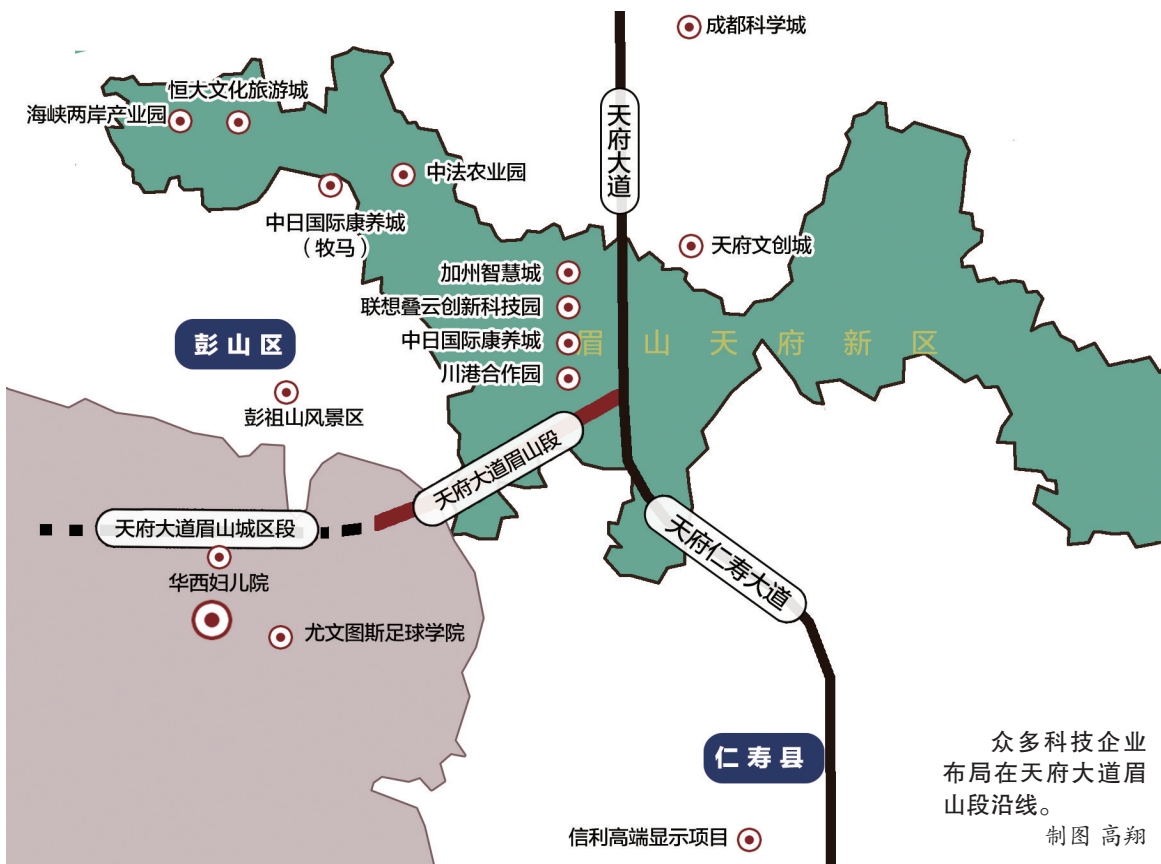 成都科学城
恒大文化旅游城
海峡两岸产业园
天府大道
中法农业园
中日国际康养城
（牧马）
天府文创城
加州智慧城
联想叠云创新科技园
中日国际康养城
眉山天府新区
川港合作园
彭山区
彭祖山风景区
天府大道眉山段
天府大道眉山城区段
天府仁寿大道
华西妇儿院
尤文图斯足球学院
仁寿县
众多科技企业
布局在天府大道眉
山段沿线。
制图 高翔
信利高端显示项目